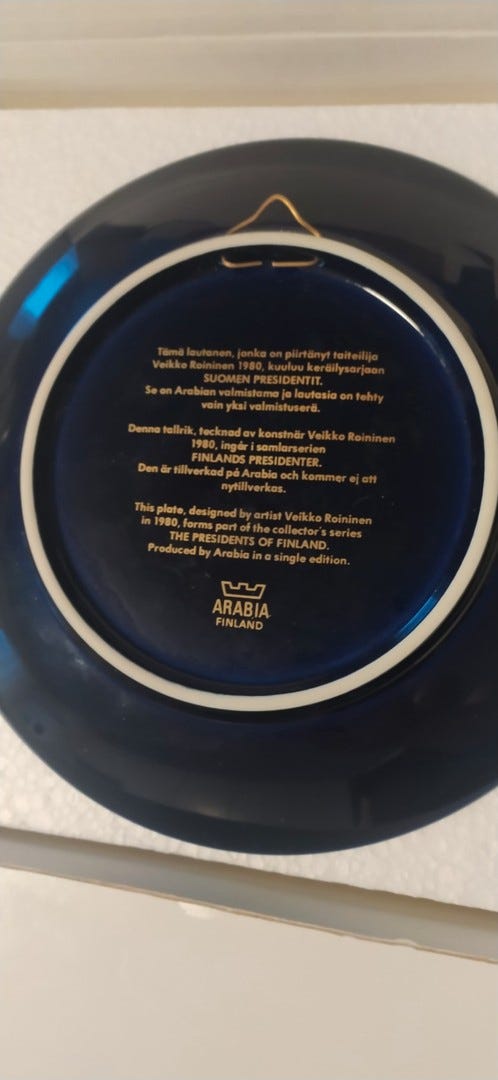 Tämä lautanen, jonka on piirtänyt taiteilija
Veikko Roininen 1980, kuuluu keräilysarjaan
SUOMEN PRESIDENTIT.
Se on Arabian valmistama ja lautasia on tehty
vain yksi valmistuserä.
Denna tallrik, tecknad av konstnär Veikko Roininen
1980, ingår i samlarserien
FINLANDS PRESIDENTER.
Den är tillverkad på Arabia och kommer ej att
nytillverkas.
This plate, designed by artist Veikko Roininen
in 1980, forms part of the collector's series
THE PRESIDENTS OF FINLAND.
Produced by Arabia in a single edition.
ARABIA
FINLAND